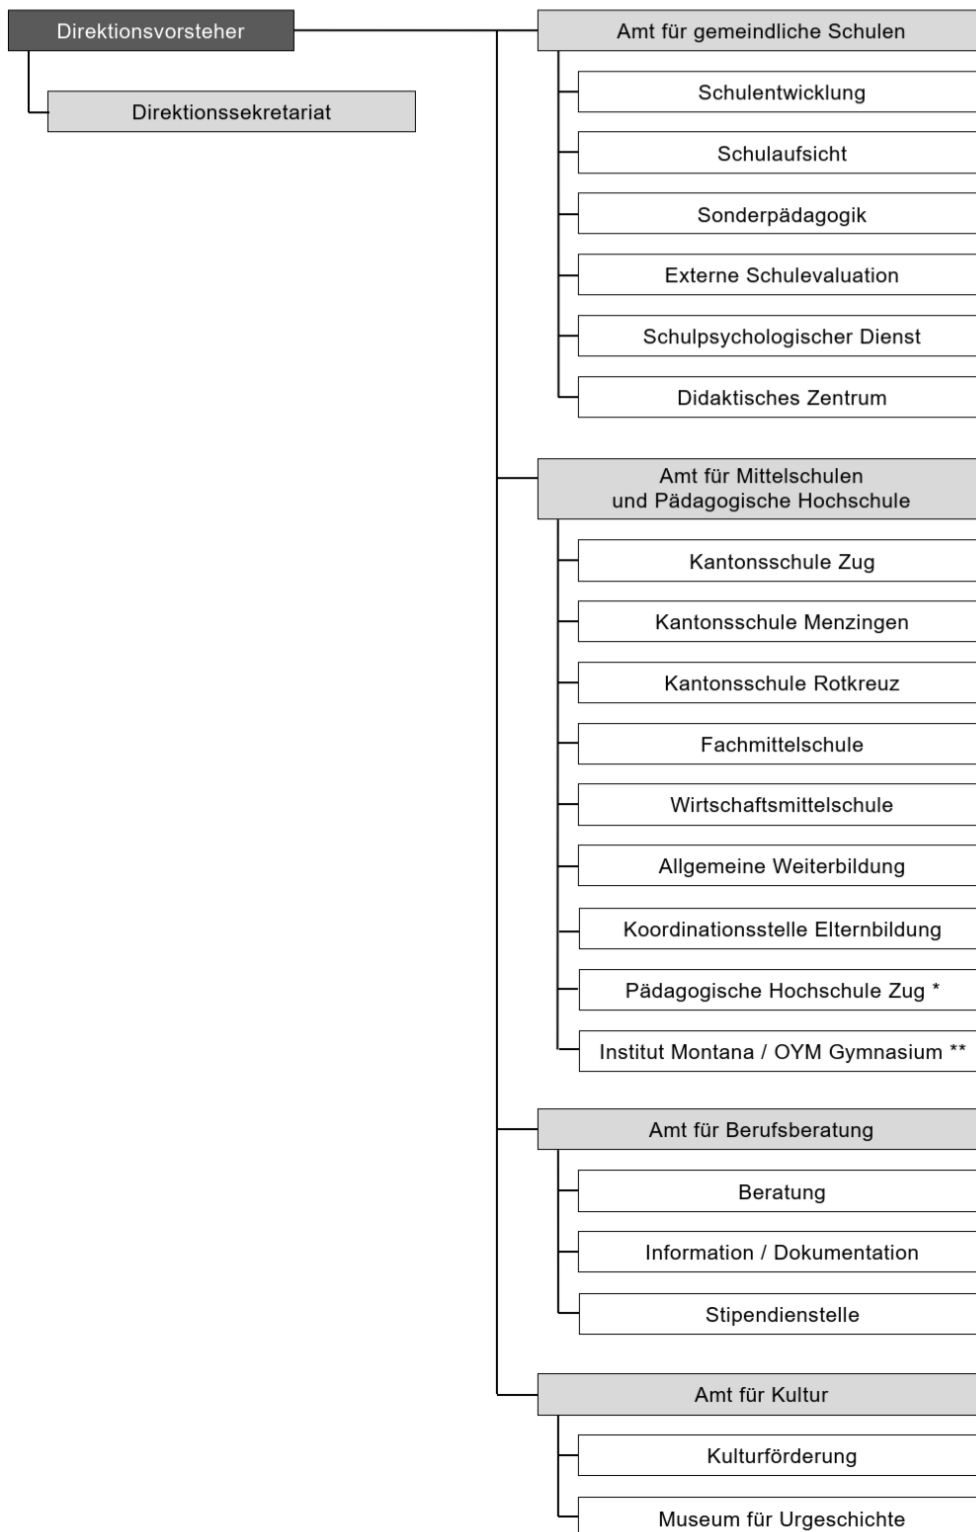 Direktionsvorsteher
Direktionssekretariat
Amt für gemeindliche Schulen
Schulentwicklung
Schulaufsicht
Sonderpädagogik
Externe Schulevaluation
Schulpsychologischer Dienst
Didaktisches Zentrum
Amt für Mittelschulen
und Pädagogische Hochschule
Kantonsschule Zug
Kantonsschule Menzingen
Kantonsschule Rotkreuz
Fachmittelschule
Wirtschaftsmittelschule
Allgemeine Weiterbildung
Koordinationsstelle Elternbildung
Pädagogische Hochschule Zug *
Institut Montana / OYM Gymnasium **
Amt für Berufsberatung
Beratung
Information / Dokumentation
Stipendienstelle
Amt für Kultur
Kulturförderung
Museum für Urgeschichte